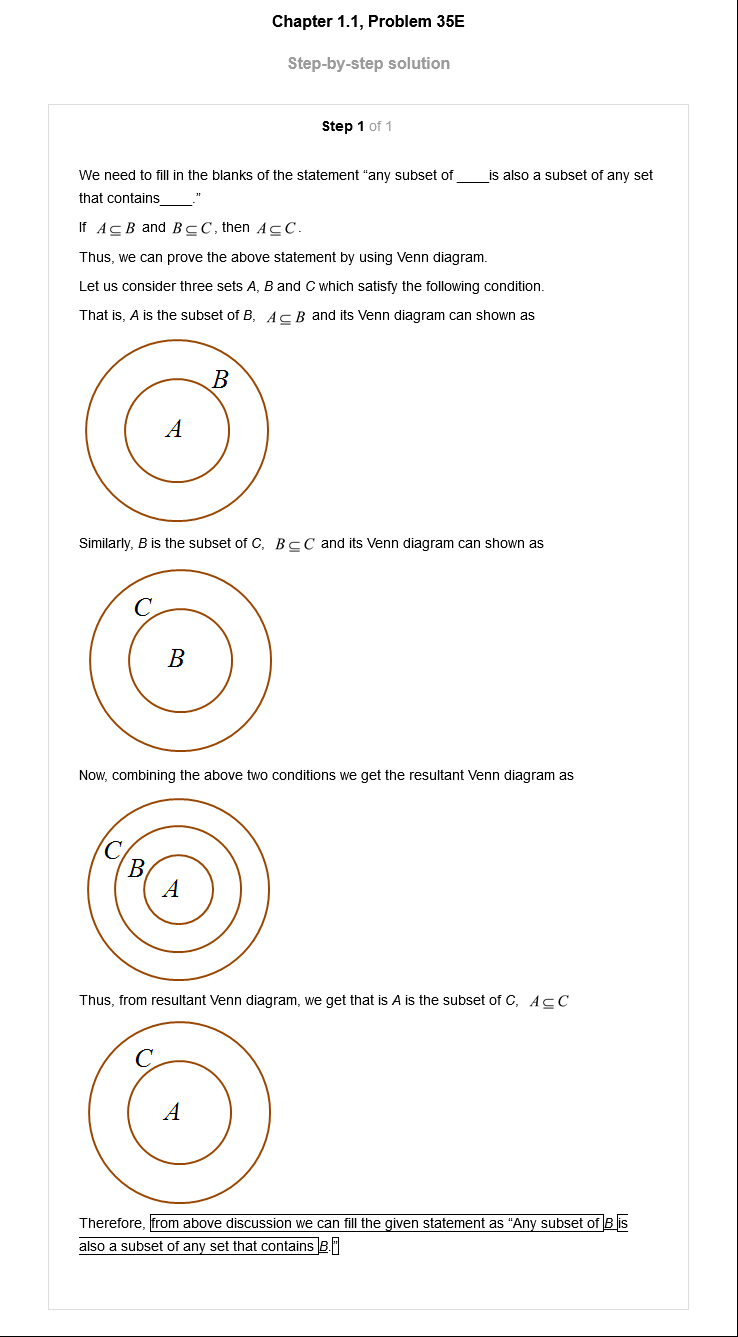 Chapter 1.1, Problem 35E
Step-by-step solution
Step 1 of 1
We need to fill in the blanks of the statement “any subset of ____is also a subset of any set
that contains____.”
If A ⊆ B and B ⊆ C, then A ⊆ C.
Thus, we can prove the above statement by using Venn diagram.
Let us consider three sets A, B and C which satisfy the following condition.
That is, A is the subset of B, A ⊆ B and its Venn diagram can shown as
B
A
Similarly, B is the subset of C, B ⊆ C and its Venn diagram can shown as
C
B
Now, combining the above two conditions we get the resultant Venn diagram as
C
B
A
Thus, from resultant Venn diagram, we get that is A is the subset of C, A ⊆ C
C
A
Therefore, from above discussion we can fill the given statement as “Any subset of B is
also a subset of any set that contains B.”